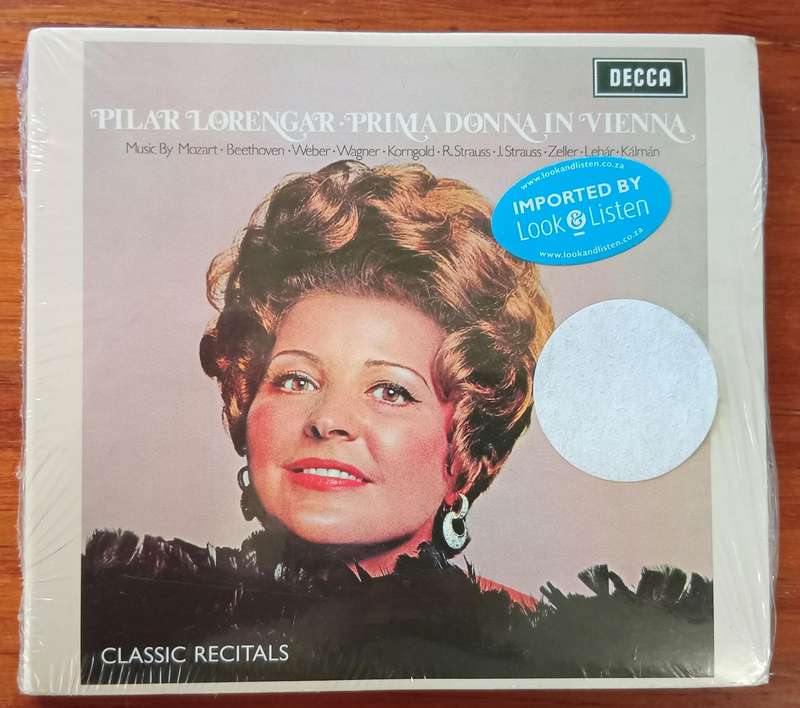 DECCA
PILAR LORENGAR · PRIMA DONNA IN VIENNA
Music By Mozart · Beethoven · Weber · Wagner · Korngold · R. Strauss · J. Strauss · Zeller · Lehár · Kálmán
www.lookandlisten.co.za
IMPORTED BY
Look & Listen
www.lookandlisten.co.za
CLASSIC RECITALS